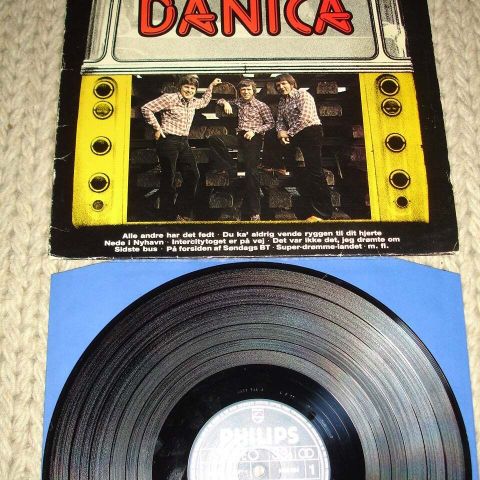 DANICA
Alle andre har det fedt · Du ka' aldrig vende ryggen til dit hjerte
Nede i Nyhavn · Intercitytoget er på vej · Det var ikke det, jeg drømte om
Sidste bus · På forsiden af Søndags BT · Super-drømme-landet · m. fl.
PHILIPS
STEREO 33
1